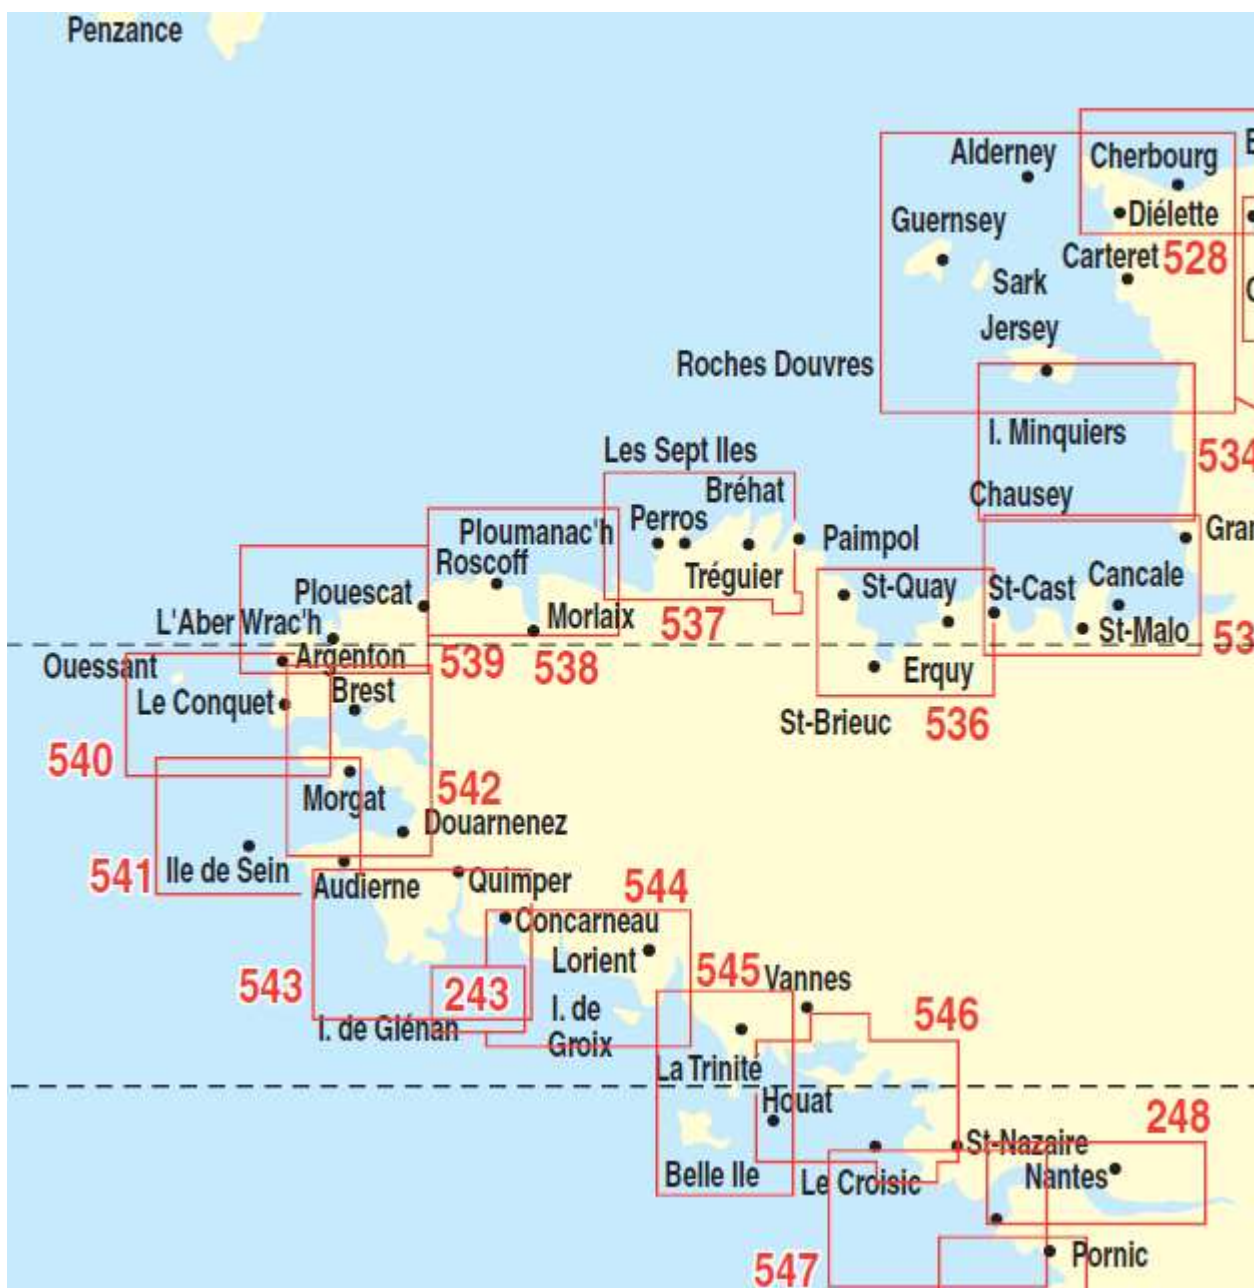 Penzance
Alderney
Cherbourg
Guernsey
Diélette
Carteret
528
Sark
Jersey
Roches Douvres
I. Minquiers
534
Les Sept Iles
Bréhat
Chausey
Perros
Ploumanac'h
Roscoff
Paimpol
Tréguier
St-Quay
St-Cast
Cancale
Plouescat
L'Aber Wrac'h
Morlaix
537
St-Malo
Argenton
539
538
Ouessant
Erquy
Le Conquet
Brest
St-Brieuc
536
540
Morgat
542
Douarnenez
541
Ile de Sein
Audierne
Quimper
544
Concarneau
Lorient
545
Vannes
543
243
I. de Glénan
I. de
Groix
546
La Trinité
Houat
St-Nazaire
248
Belle Ile
Le Croisic
Nantes
547
Pornic